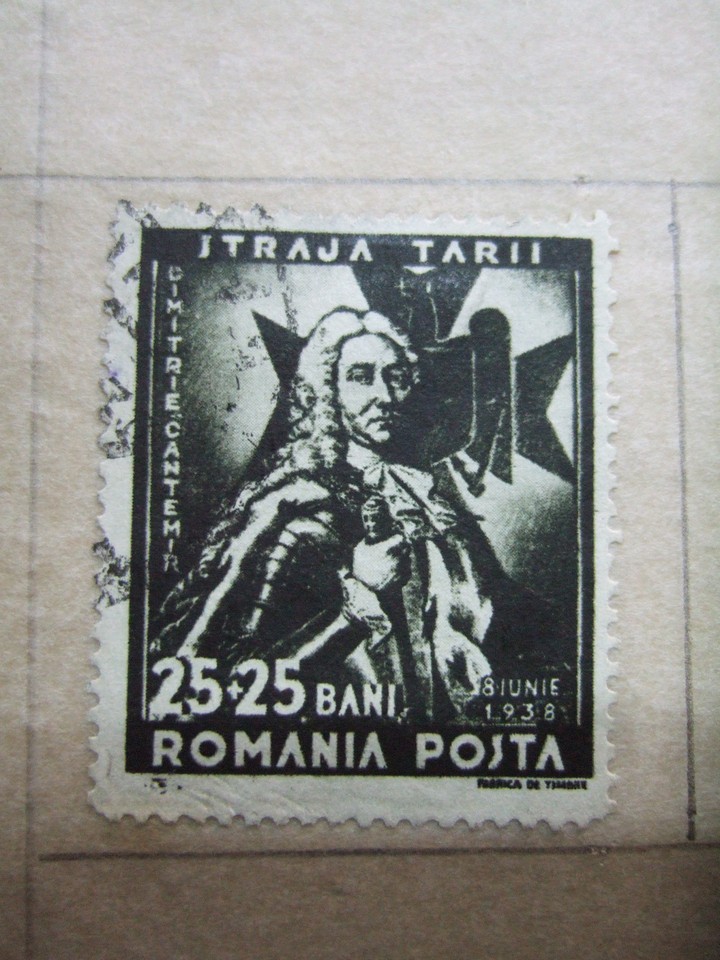 STRAJA TARII
DIMITRIE CANTEMIR
25+25 BANI
8 IUNIE
1938
ROMANIA POSTA
FABRICA DE TIMBRE